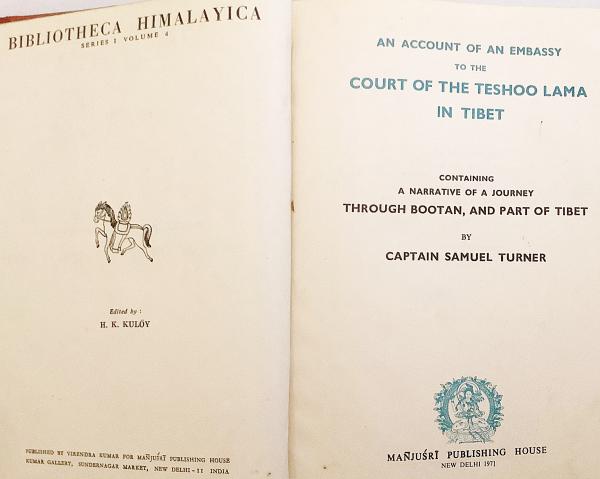 BIBLIOTHECA HIMALAYICA
SERIES I VOLUME 4
Edited by :
H. K. KULÖY
PUBLISHED BY VIRENDRA KUMAR FOR MAÑJUŚRĪ PUBLISHING HOUSE
KUMAR GALLERY, SUNDERNAGAR MARKET, NEW DELHI-11 INDIA
AN ACCOUNT OF AN EMBASSY
TO THE
COURT OF THE TESHOO LAMA
IN TIBET
CONTAINING
A NARRATIVE OF A JOURNEY
THROUGH BOOTAN, AND PART OF TIBET
BY
CAPTAIN SAMUEL TURNER
MAÑJUŚRĪ PUBLISHING HOUSE
NEW DELHI 1971